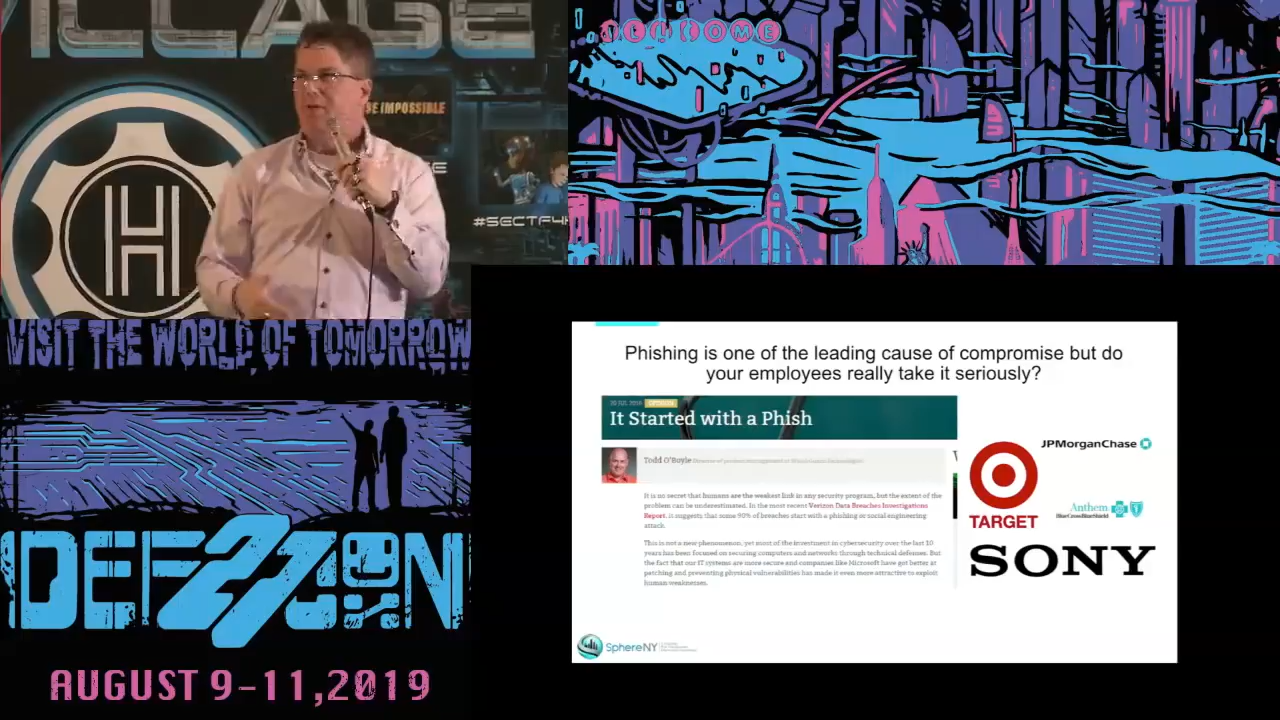 VILLAGE
BE IMPOSSIBLE
#SECTF4
H
WELCOME
VISIT THE WORLD OF TOMORROW
DEF CON
AUGUST 9-11,2019
Phishing is one of the leading cause of compromise but do
your employees really take it seriously?
It Started with a Phish
Todd O'Boyle
It is no secret that humans are the weakest link in any security program, but the extent of the
problem can be underestimated. In the most recent Verizon Data Breaches Investigations
Report, it suggests that some 90% of breaches start with a phishing or social engineering
attack.
This is not a new phenomenon, yet most of the investment in cybersecurity over the last 10
years has been focused on securing computers and networks through technical defenses. But
the fact that our IT systems are more secure and companies like Microsoft have got better at
patching and preventing physical vulnerabilities has made it even more attractive to exploit
human weaknesses.
JPMorganChase
TARGET
Anthem
BlueCross BlueShield
SONY
SphereNY